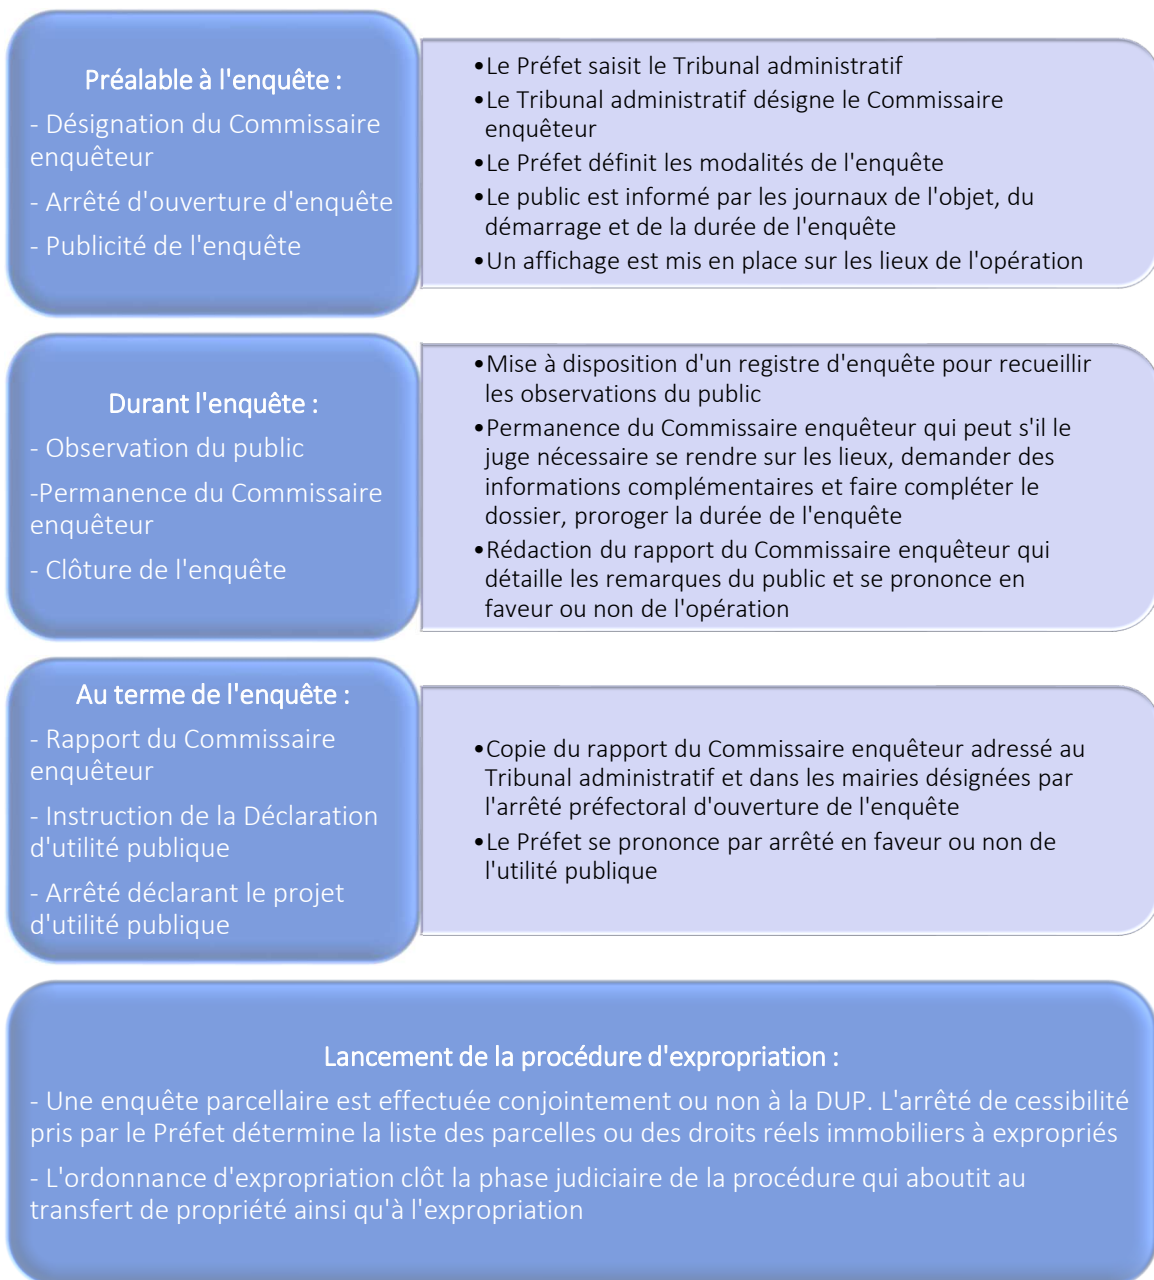 Préalable à l'enquête :
- Désignation du Commissaire
enquêteur
- Arrêté d'ouverture d'enquête
- Publicité de l'enquête
•Le Préfet saisit le Tribunal administratif
•Le Tribunal administratif désigne le Commissaire
enquêteur
•Le Préfet définit les modalités de l'enquête
•Le public est informé par les journaux de l'objet, du
démarrage et de la durée de l'enquête
•Un affichage est mis en place sur les lieux de l'opération
Durant l'enquête :
- Observation du public
-Permanence du Commissaire
enquêteur
- Clôture de l'enquête
•Mise à disposition d'un registre d'enquête pour recueillir
les observations du public
•Permanence du Commissaire enquêteur qui peut s'il le
juge nécessaire se rendre sur les lieux, demander des
informations complémentaires et faire compléter le
dossier, proroger la durée de l'enquête
•Rédaction du rapport du Commissaire enquêteur qui
détaille les remarques du public et se prononce en
faveur ou non de l'opération
Au terme de l'enquête :
- Rapport du Commissaire
enquêteur
- Instruction de la Déclaration
d'utilité publique
- Arrêté déclarant le projet
d'utilité publique
•Copie du rapport du Commissaire enquêteur adressé au
Tribunal administratif et dans les mairies désignées par
l'arrêté préfectoral d'ouverture de l'enquête
•Le Préfet se prononce par arrêté en faveur ou non de
l'utilité publique
Lancement de la procédure d'expropriation :
- Une enquête parcellaire est effectuée conjointement ou non à la DUP. L'arrêté de cessibilité
pris par le Préfet détermine la liste des parcelles ou des droits réels immobiliers à expropriés
- L'ordonnance d'expropriation clôt la phase judiciaire de la procédure qui aboutit au
transfert de propriété ainsi qu'à l'expropriation